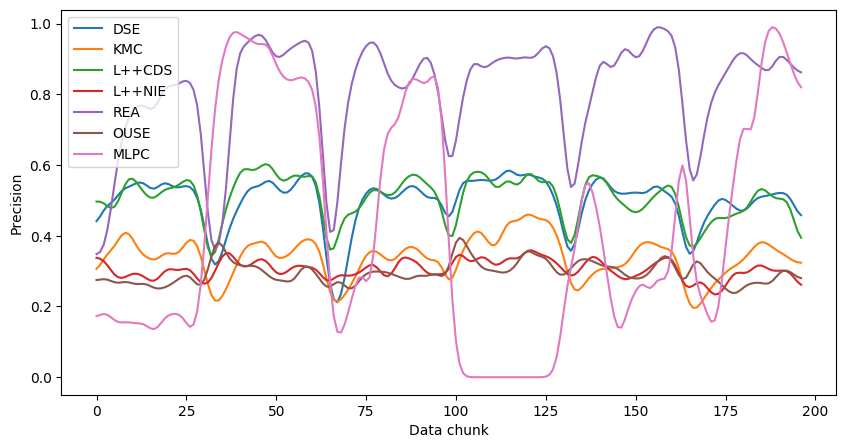 1.0
0.8
0.6
0.4
0.2
0.0
Precision
DSE
KMC
L++CDS
L++NIE
REA
OUSE
MLPC
0 25 50 75 100 125 150 175 200
Data chunk